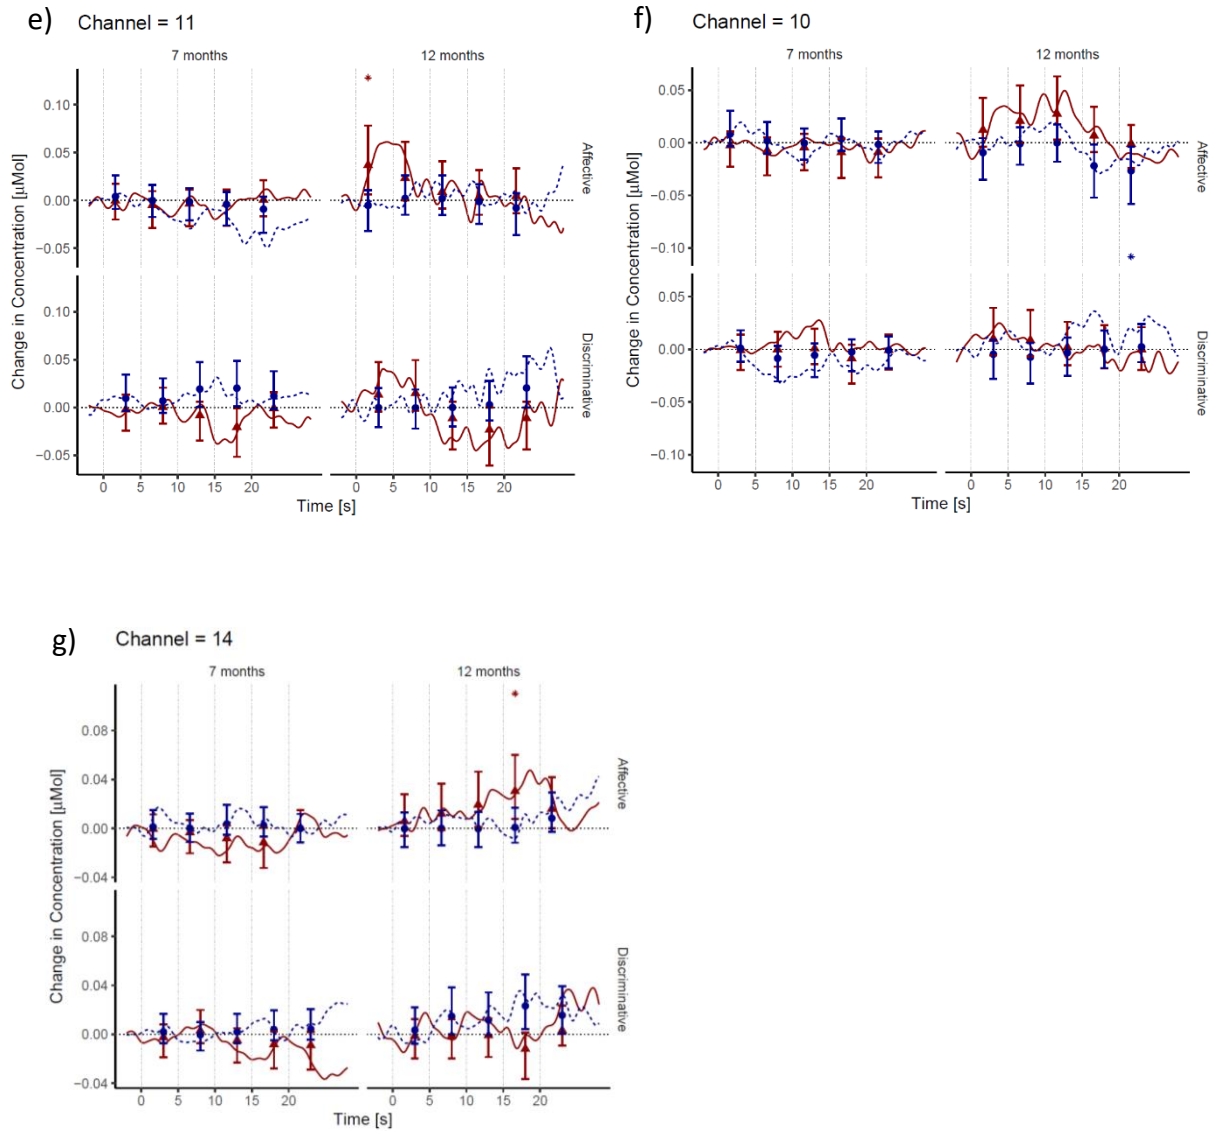 e) Channel = 11
7 months 12 months
Change in Concentration [µMol]
0.10
0.05
0.00
−0.05
Affective
0.10
0.05
0.00
−0.05
Discriminative
0 5 10 15 20 0 5 10 15 20
Time [s]
f) Channel = 10
7 months 12 months
Change in Concentration [µMol]
0.05
0.00
−0.05
−0.10
Affective
0.05
0.00
−0.05
−0.10
Discriminative
0 5 10 15 20 0 5 10 15 20
Time [s]
g) Channel = 14
7 months 12 months
Change in Concentration [µMol]
0.08
0.04
0.00
−0.04
Affective
0.08
0.04
0.00
−0.04
Discriminative
0 5 10 15 20 0 5 10 15 20
Time [s]